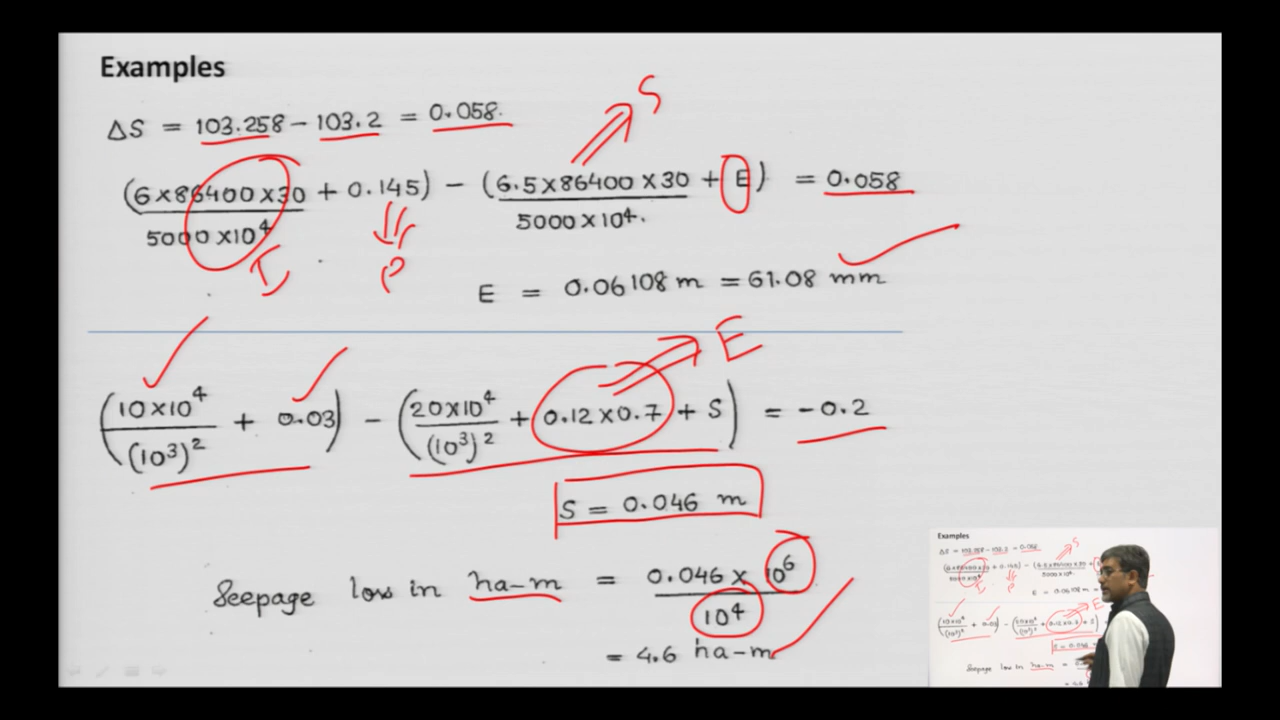 Examples
ΔS = 103.258 – 103.2 = 0.058.
S
(6×86400×30 + 0.145) – (6.5×86400×30 + E) = 0.058
5000×10⁴ 5000×10⁴.
I P
E = 0.06108 m = 61.08 mm
E
(10×10⁴ + 0.03) – (20×10⁴ + 0.12×0.7 + S) = -0.2
(10³)² (10³)²
S = 0.046 m
Seepage loss in ha-m = 0.046 × 10⁶
10⁴
= 4.6 ha-m